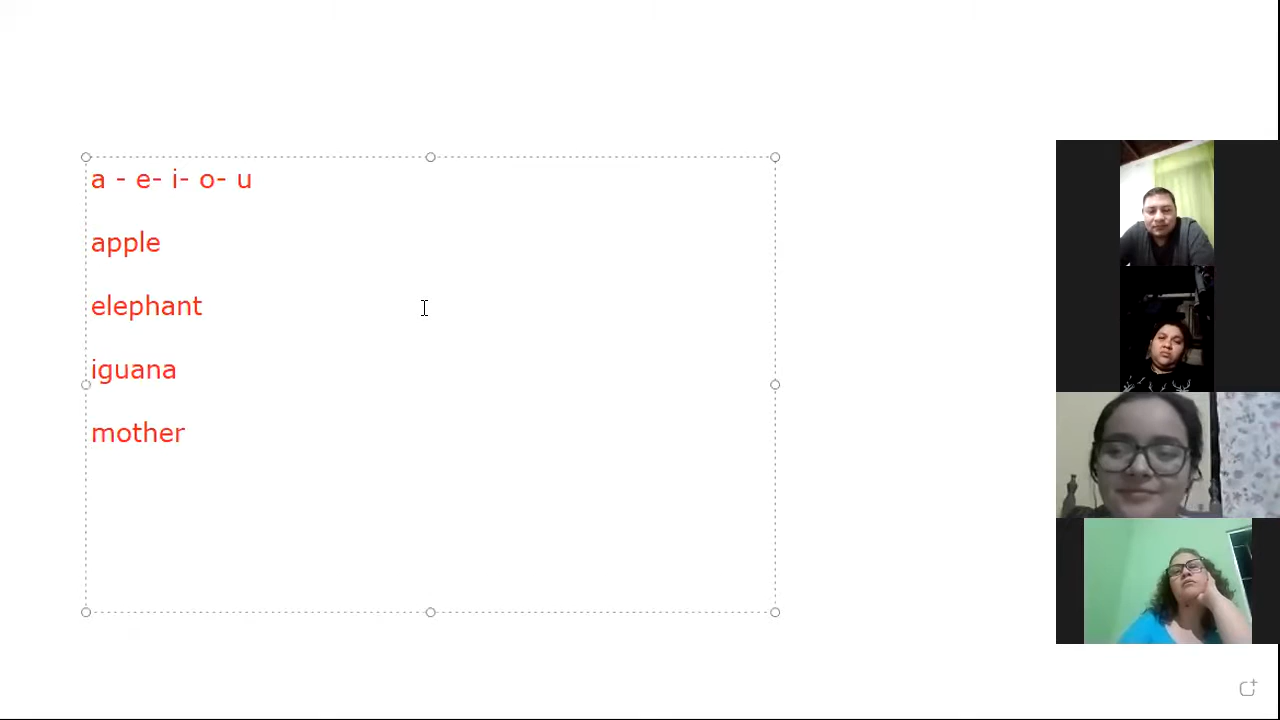 a - e- i- o- u
apple
elephant
iguana
mother